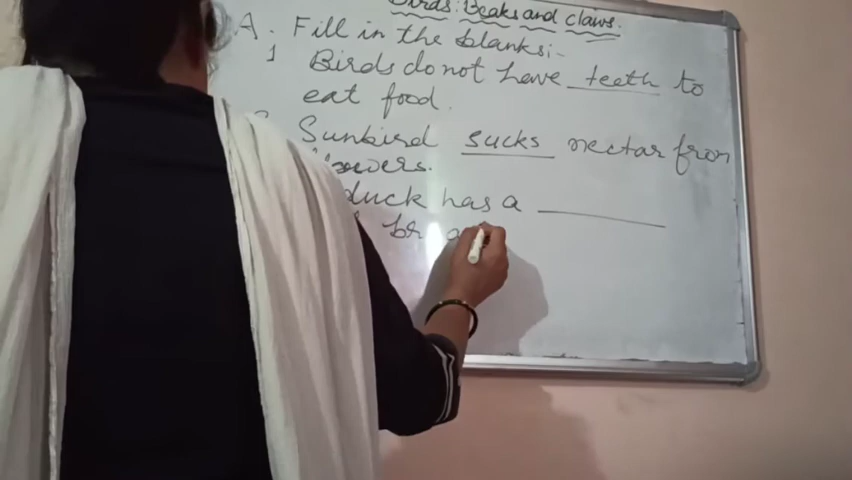 Birds: Beaks and claws.
A. Fill in the blanks:-
1 Birds do not have teeth to
eat food.
Sunbird sucks nectar from
flowers.
duck has a
br